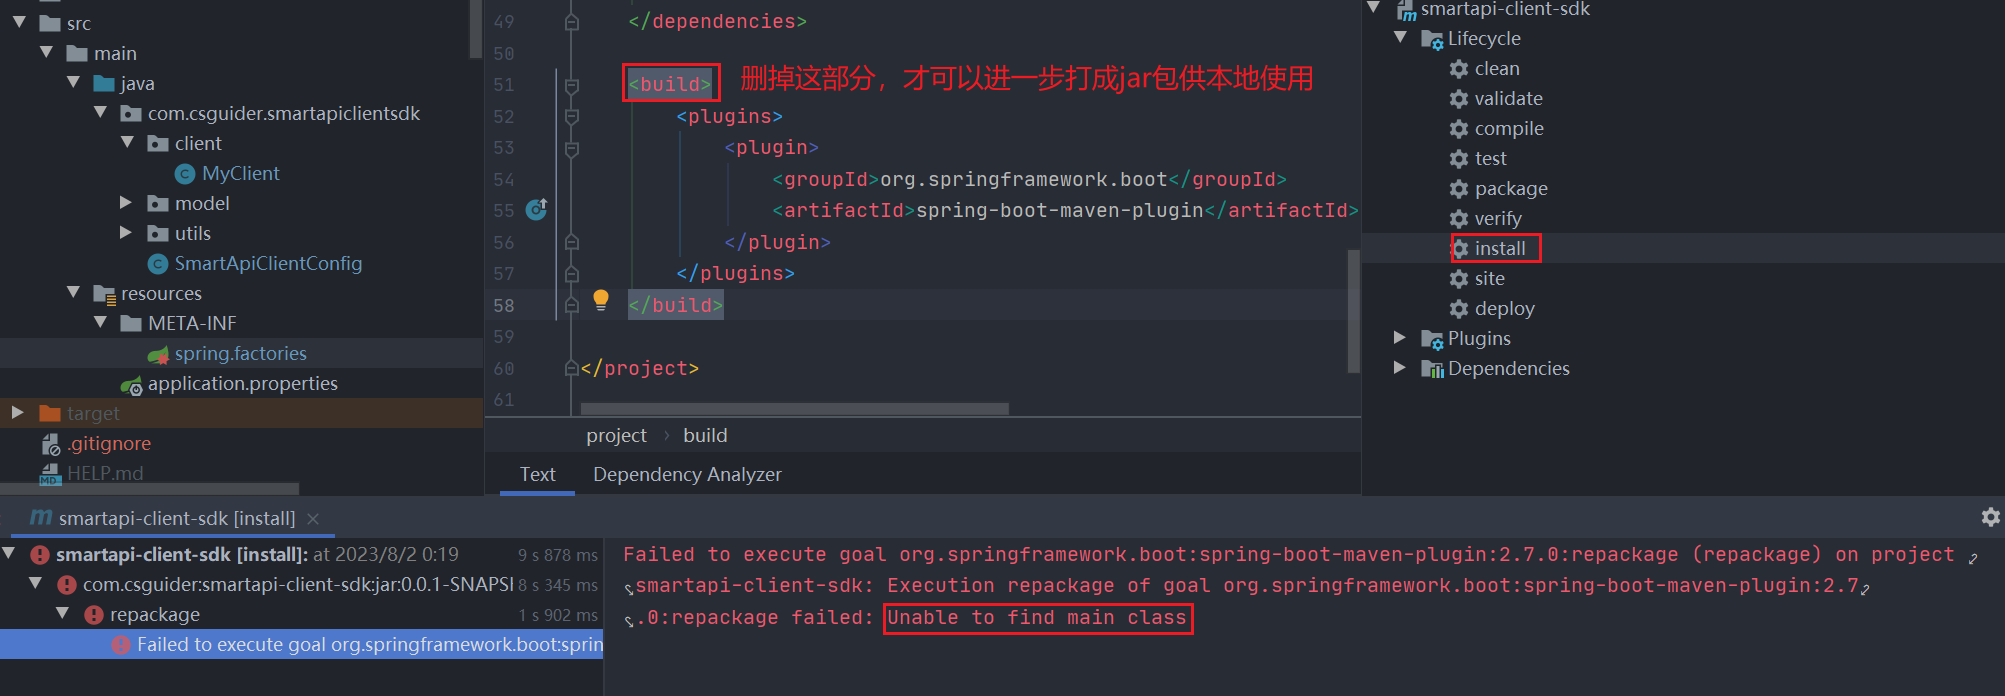 src
main
java
com.csguider.smartapiclientsdk
client
MyClient
model
utils
SmartApiClientConfig
resources
META-INF
spring.factories
application.properties
target
.gitignore
HELP.md
49 </dependencies>
50
51 <build> 删掉这部分，才可以进一步打成jar包供本地使用
52 <plugins>
53 <plugin>
54 <groupId>org.springframework.boot</groupId>
55 <artifactId>spring-boot-maven-plugin</artifactId>
56 </plugin>
57 </plugins>
58 </build>
59
60 </project>
61
project › build
Text Dependency Analyzer
smartapi-client-sdk
Lifecycle
clean
validate
compile
test
package
verify
install
site
deploy
Plugins
Dependencies
smartapi-client-sdk [install]
smartapi-client-sdk [install]: at 2023/8/2 0:19 9 s 878 ms
com.csguider:smartapi-client-sdk:jar:0.0.1-SNAPSI 8 s 345 ms
repackage 1 s 902 ms
Failed to execute goal org.springframework.boot:sprin
Failed to execute goal org.springframework.boot:spring-boot-maven-plugin:2.7.0:repackage (repackage) on project
smartapi-client-sdk: Execution repackage of goal org.springframework.boot:spring-boot-maven-plugin:2.7
.0:repackage failed: Unable to find main class